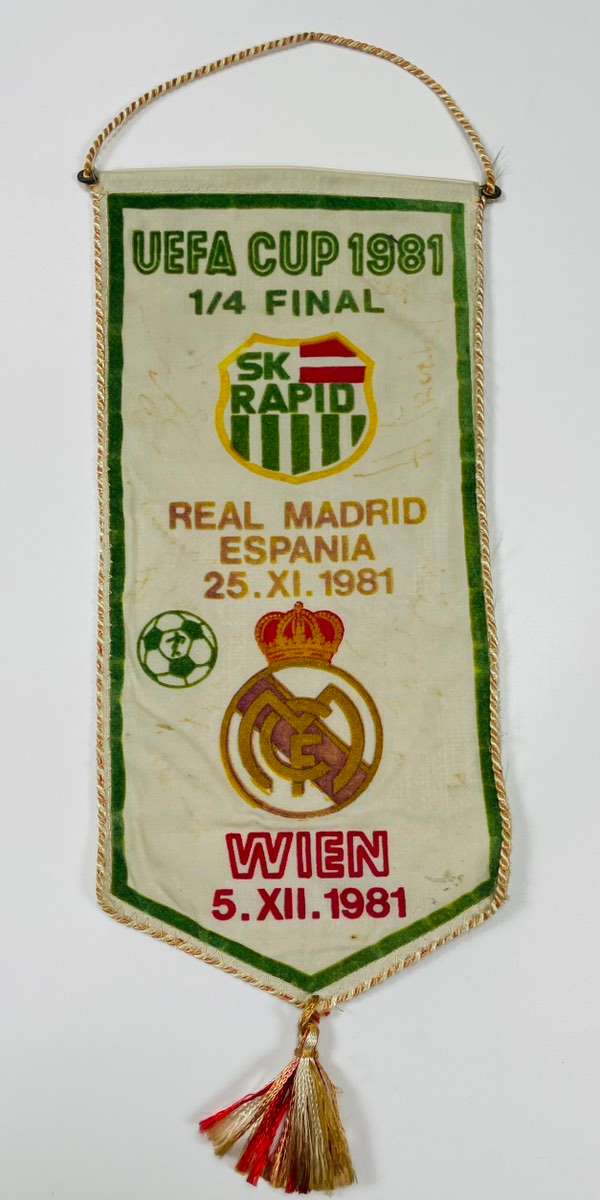 UEFA CUP 1981
1/4 FINAL
SK
RAPID
REAL MADRID
ESPANIA
25.XI.1981
WIEN
5.XII.1981